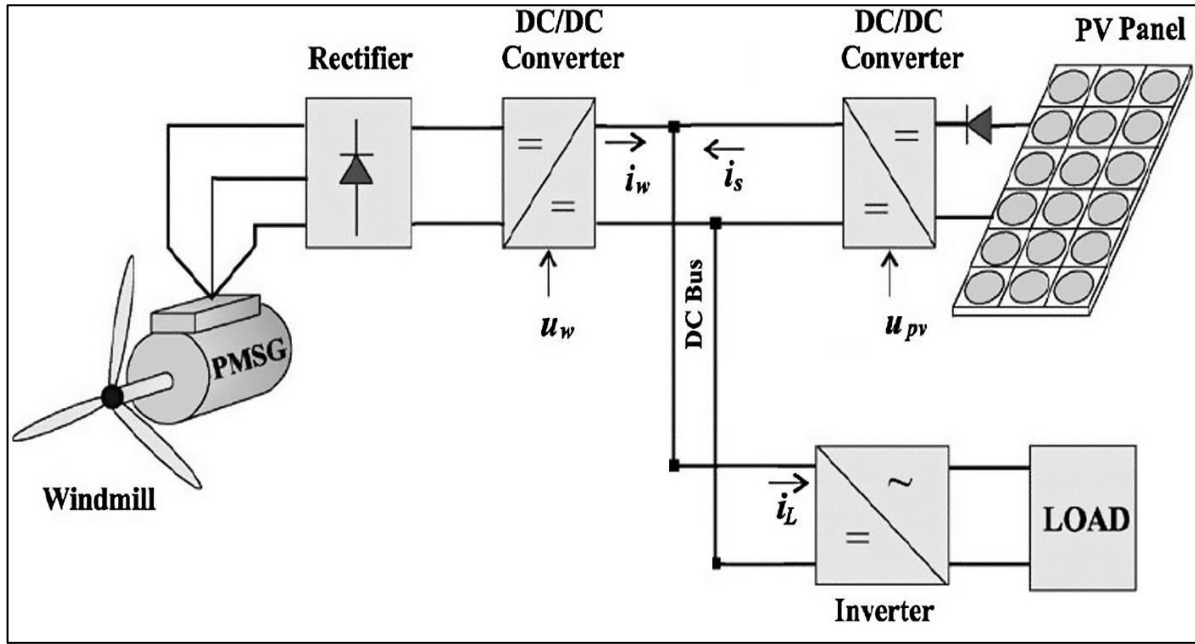 DC/DC
Converter
DC/DC
Converter
PV Panel
Rectifier
=
=
=
=
i_w
i_s
u_w
u_pv
DC Bus
PMSG
Windmill
i_L
~
=
LOAD
Inverter